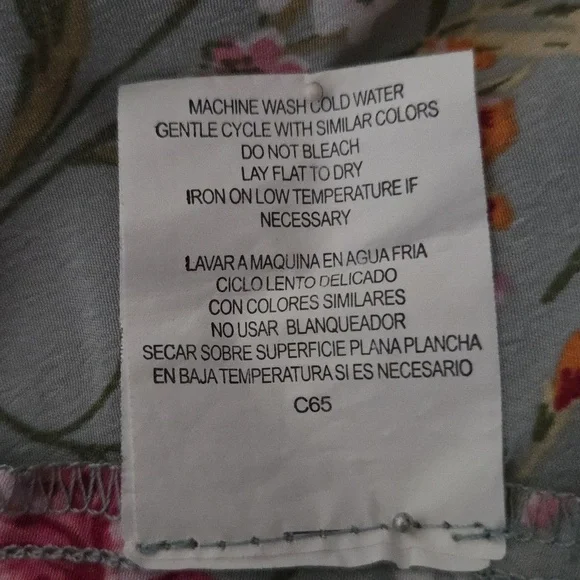 MACHINE WASH COLD WATER
GENTLE CYCLE WITH SIMILAR COLORS
DO NOT BLEACH
LAY FLAT TO DRY
IRON ON LOW TEMPERATURE IF
NECESSARY
LAVAR A MAQUINA EN AGUA FRIA
CICLO LENTO DELICADO
CON COLORES SIMILARES
NO USAR BLANQUEADOR
SECAR SOBRE SUPERFICIE PLANA PLANCHA
EN BAJA TEMPERATURA SI ES NECESARIO
C65